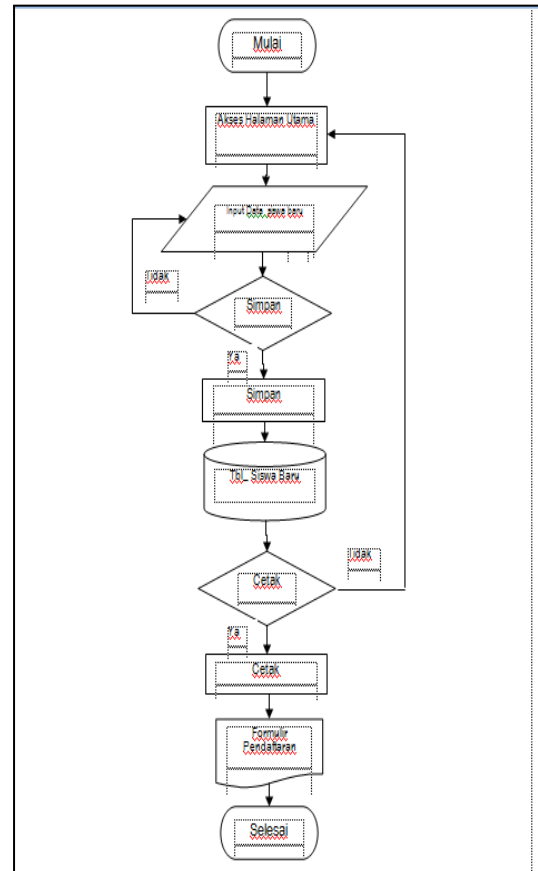 Mulai
Akses Halaman Utama
Input Data siswa baru
Tidak
Simpan
Ya
Simpan
Tbl_ Siswa Baru
Tidak
Cetak
Ya
Cetak
Formulir
Pendaftaran
Selesai